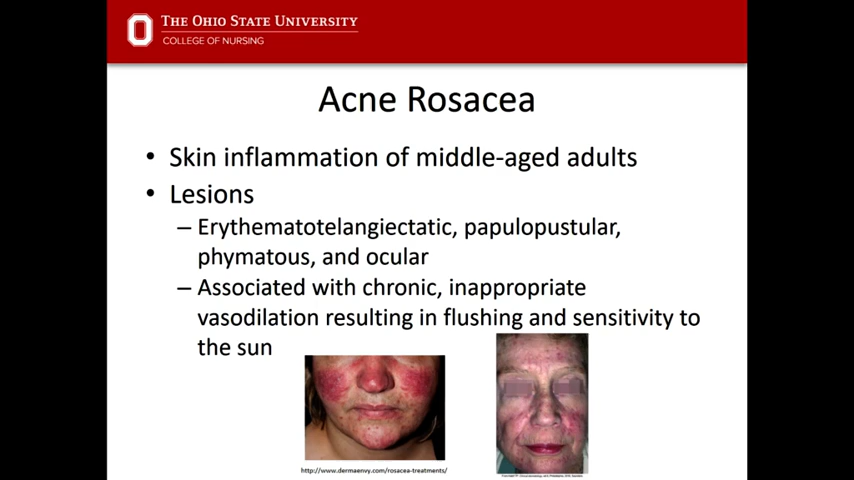 THE OHIO STATE UNIVERSITY
COLLEGE OF NURSING
Acne Rosacea
• Skin inflammation of middle-aged adults
• Lesions
– Erythematotelangiectatic, papulopustular,
phymatous, and ocular
– Associated with chronic, inappropriate
vasodilation resulting in flushing and sensitivity to
the sun
http://www.dermaenvy.com/rosacea-treatments/